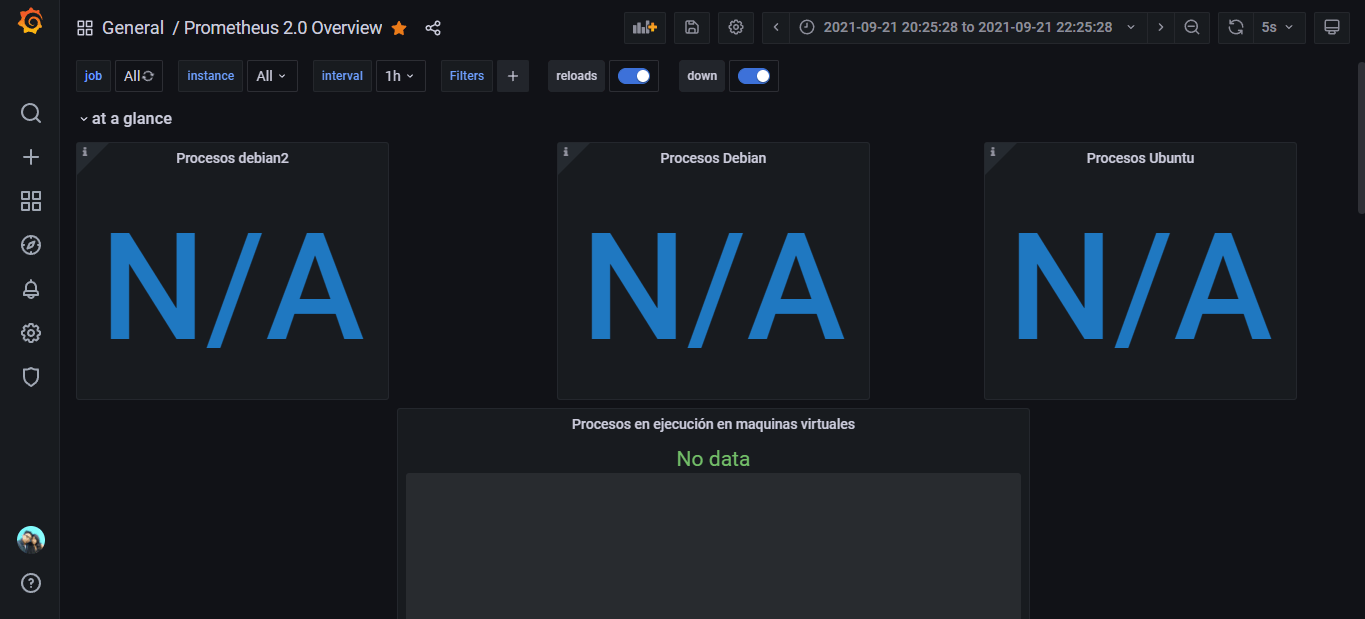 General / Prometheus 2.0 Overview
2021-09-21 20:25:28 to 2021-09-21 22:25:28
5s
job All instance All interval 1h Filters + reloads down
at a glance
i Procesos debian2
N/A
i Procesos Debian
N/A
i Procesos Ubuntu
N/A
Procesos en ejecución en maquinas virtuales
No data